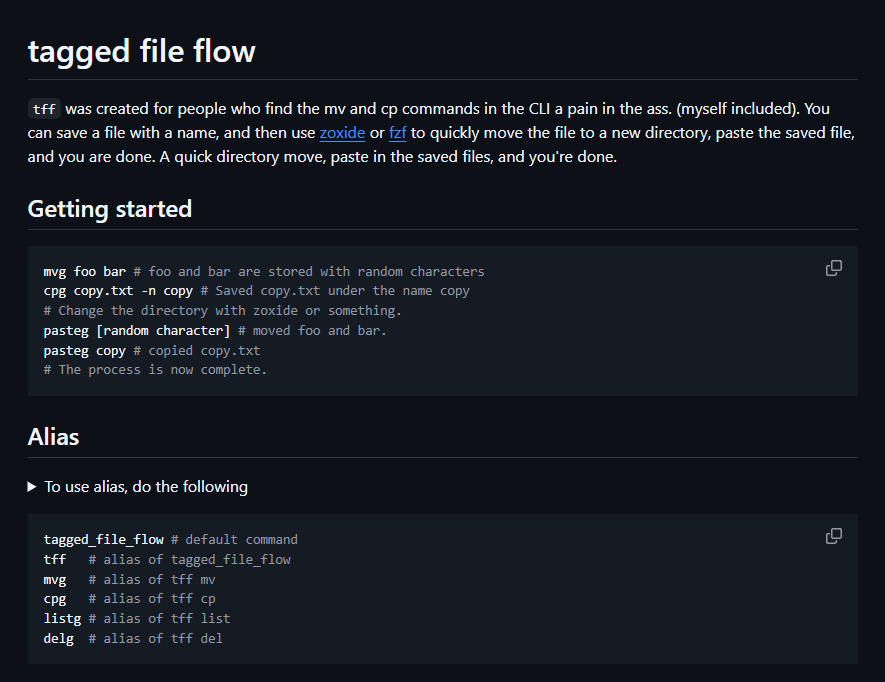 tagged file flow
tff was created for people who find the mv and cp commands in the CLI a pain in the ass. (myself included). You
can save a file with a name, and then use zoxide or fzf to quickly move the file to a new directory, paste the saved file,
and you are done. A quick directory move, paste in the saved files, and you're done.
Getting started
mvg foo bar # foo and bar are stored with random characters
cpg copy.txt -n copy # Saved copy.txt under the name copy
# Change the directory with zoxide or something.
pasteg [random character] # moved foo and bar.
pasteg copy # copied copy.txt
# The process is now complete.
Alias
To use alias, do the following
tagged_file_flow # default command
tff   # alias of tagged_file_flow
mvg   # alias of tff mv
cpg   # alias of tff cp
listg # alias of tff list
delg  # alias of tff del